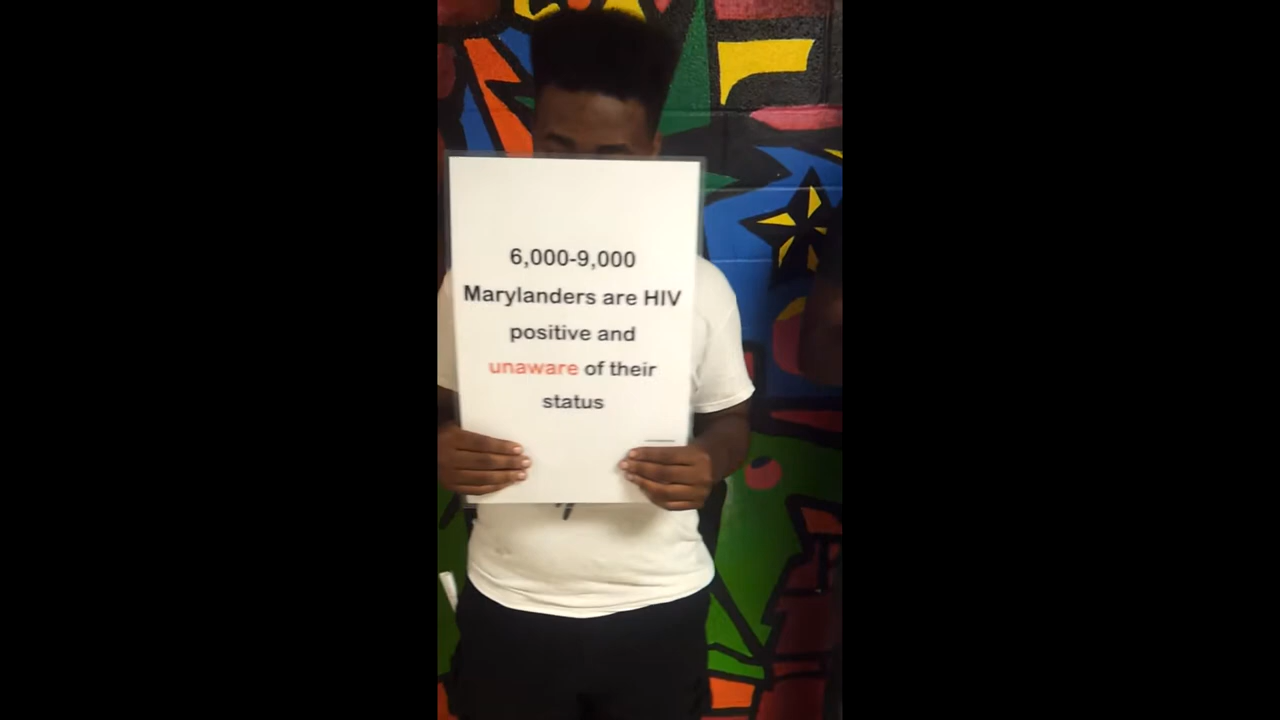 6,000-9,000
Marylanders are HIV
positive and
unaware of their
status